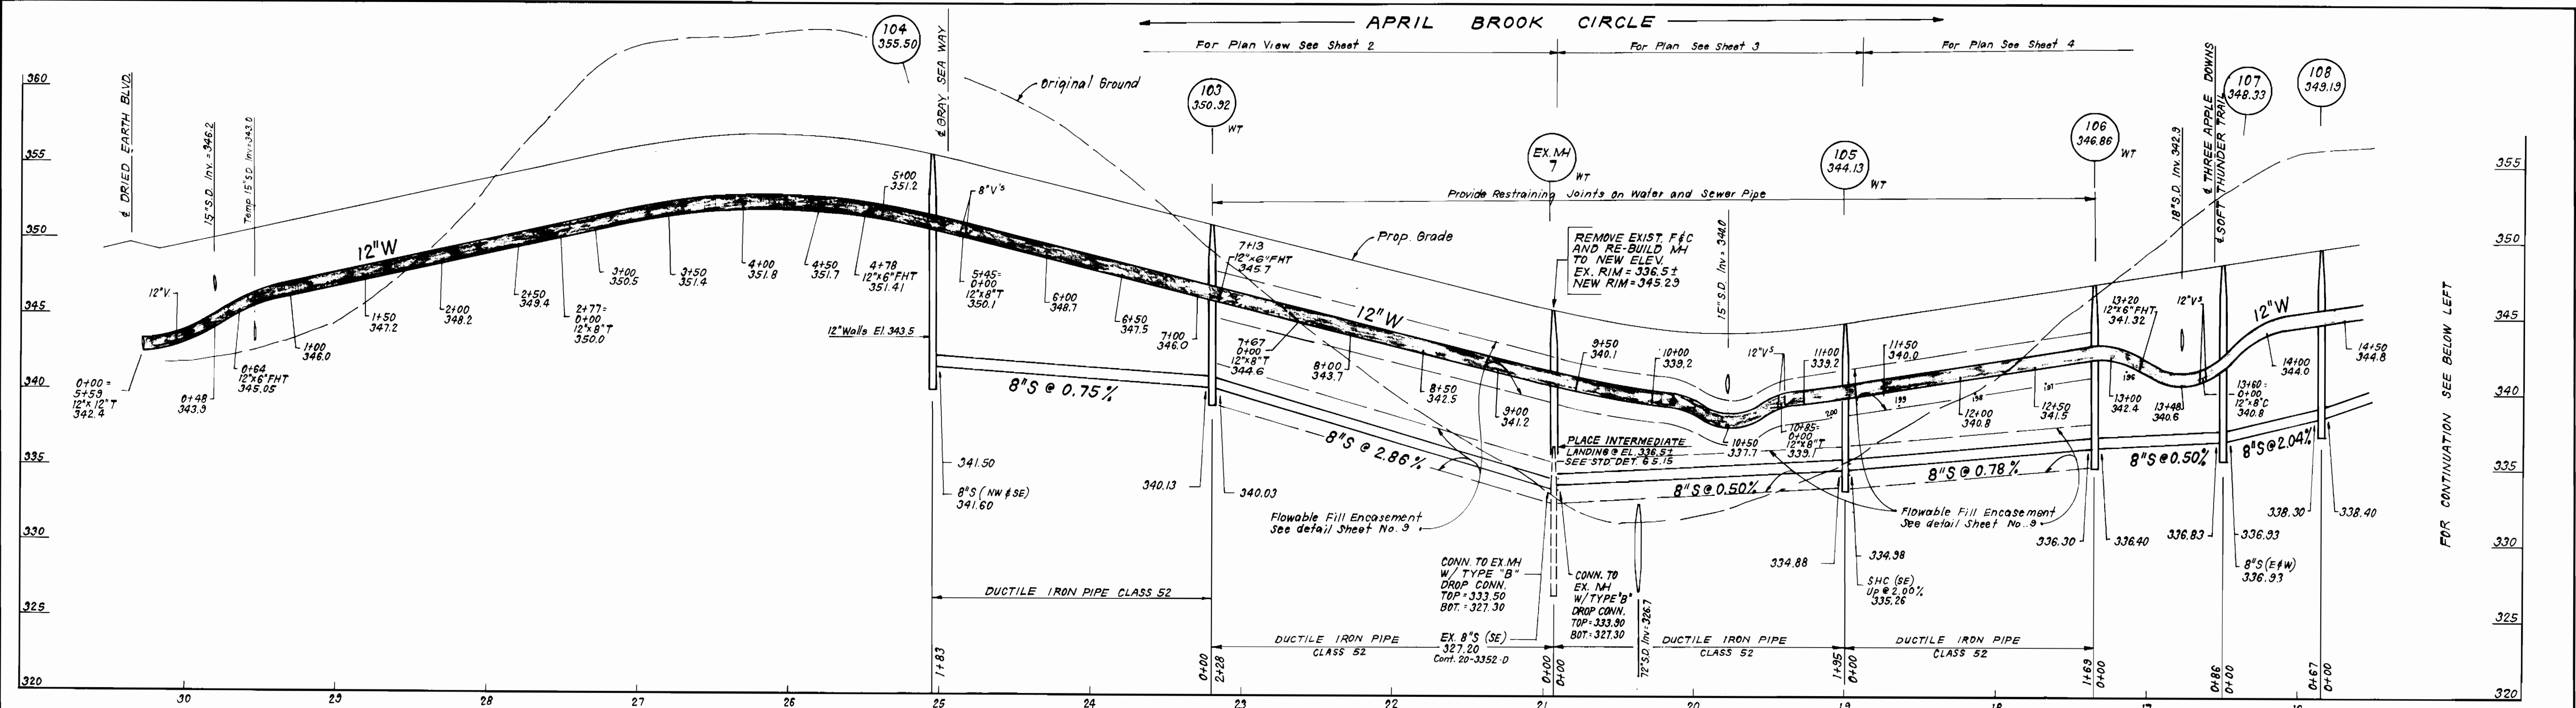 APRIL BROOK CIRCLE
For Plan View See Sheet 2
For Plan See Sheet 3
For Plan See Sheet 4
104
355.50
℄ GRAY SEA WAY
Original Ground
103
350.92
WT
EX. MH
7
WT
105
344.13
WT
106
346.86
WT
18" S.D. Inv. 342.9
℄ THREE APPLE DOWNS
℄ SOFT THUNDER TRAIL
107
348.33
108
349.19
360
355
350
345
340
335
330
325
320
℄ DRIED EARTH BLVD.
15" S.D. Inv. = 346.2
Temp 15" SD Inv=343.0
Provide Restraining Joints on Water and Sewer Pipe
Prop. Grade
REMOVE EXIST. F&C
AND RE-BUILD MH
TO NEW ELEV.
EX. RIM = 336.5±
NEW RIM = 345.29
15" S.D. Inv = 340.0
12" V.
12" W
0+00 =
5+59
12" x 12" T
342.4
0+48
343.9
0+64
12"x6" FHT
345.05
1+00
346.0
1+50
347.2
2+00
348.2
2+50
349.4
2+77=
0+00
12"x8"T
350.0
3+00
350.5
3+50
351.4
4+00
351.8
4+50
351.7
4+78
12"x6"FHT
351.41
5+00
351.2
8" V's
5+45=
0+00
12"x8"T
350.1
6+00
348.7
6+50
347.5
7+00
346.0
7+13
12"x6"FHT
345.7
7+67
0+00
12"x8"T
344.6
8+00
343.7
12" W
8+50
342.5
9+00
341.2
9+50
340.1
10+00
339.2
10+50
337.7
12" V's
10+85=
0+00
12"x8"T
339.1
11+00
339.2
11+50
340.0
12+00
340.8
12+50
341.5
13+00
342.4
13+20
12"x6"FHT
341.32
13+48
340.6
12" V's
13+60=
0+00
12"x8"C
340.8
12" W
14+00
344.0
14+50
344.8
200
199
198
197
196
12" Walls El. 343.5
8"S @ 0.75%
341.50
8"S (NW & SE)
341.60
340.13
340.03
8"S @ 2.86%
PLACE INTERMEDIATE
LANDING @ EL. 336.5±
SEE STD. DET. 65.15
8"S @ 0.50%
8"S @ 0.78%
8"S @ 0.50%
8"S @ 2.04%
Flowable Fill Encasement
See detail Sheet No. 9
Flowable Fill Encasement
See detail Sheet No. 9
334.88
334.98
SHC (SE)
Up @ 2.00%
335.26
336.30
336.40
336.83
336.93
8"S (E&W)
336.93
338.30
338.40
CONN. TO EX. MH
W/ TYPE "B"
DROP CONN.
TOP = 333.50
BOT. = 327.30
EX. 8"S (SE)
327.20
Cont. 20-3352-D
CONN. TO
EX. MH
W/ TYPE "B"
DROP CONN.
TOP = 333.90
BOT = 327.30
12" S.D. Inv = 326.7
DUCTILE IRON PIPE CLASS 52
DUCTILE IRON PIPE
CLASS 52
DUCTILE IRON PIPE
CLASS 52
DUCTILE IRON PIPE
CLASS 52
1+83
0+00
2+28
0+00
0+00
1+95
0+00
1+69
0+00
0+86
0+00
0+67
0+00
355
350
345
340
335
330
325
320
FOR CONTINUATION SEE BELOW LEFT
30 29 28 27 26 25 24 23 22 21 20 19 18 17 16